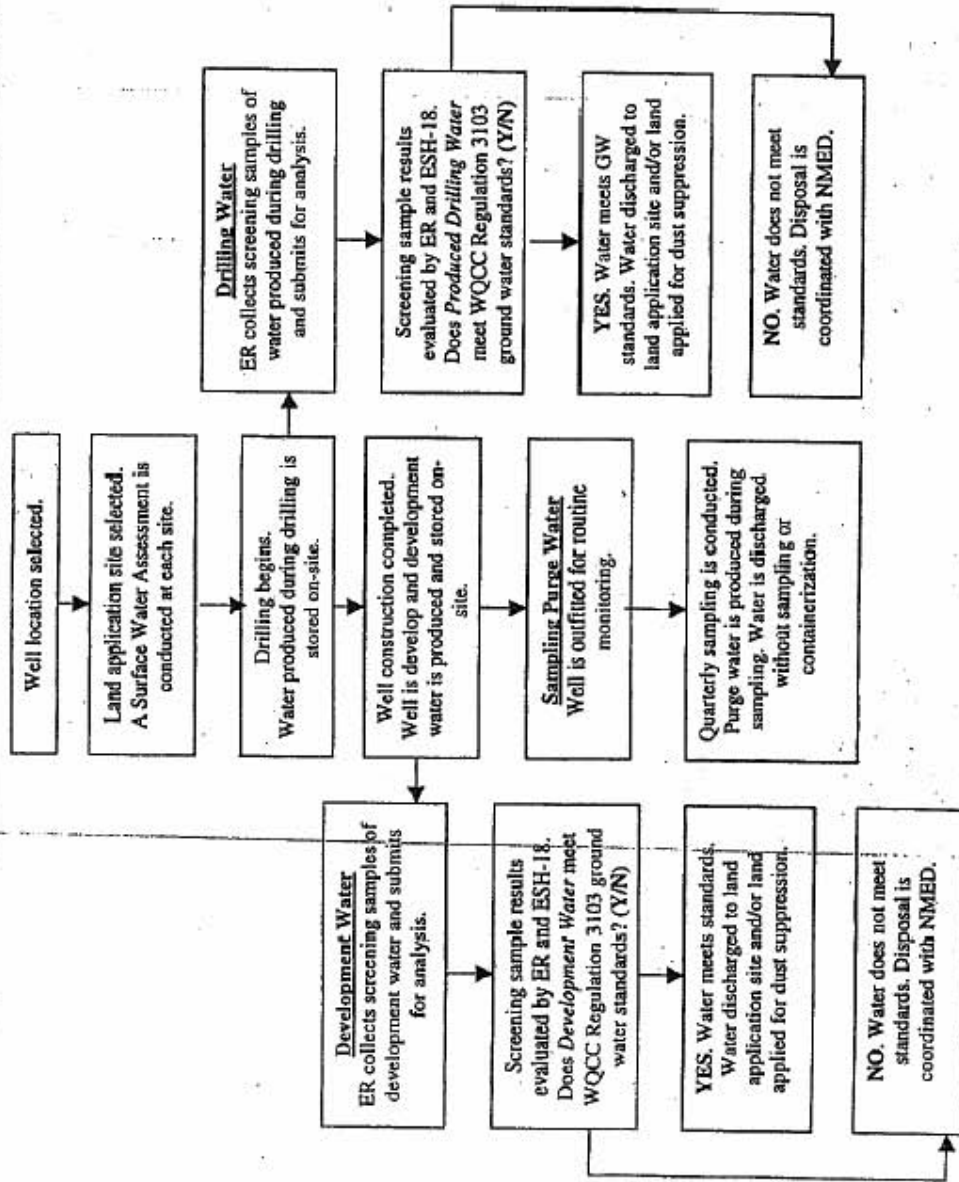 Well location selected.
Land application site selected.
A Surface Water Assessment is
conducted at each site.
Drilling begins.
Water produced during drilling is
stored on-site.
Drilling Water
ER collects screening samples of
water produced during drilling
and submits for analysis.
Screening sample results
evaluated by ER and ESH-18.
Does Produced Drilling Water
meet WQCC Regulation 3103
ground water standards? (Y/N)
YES. Water meets GW
standards. Water discharged to
land application site and/or land
applied for dust suppression.
NO. Water does not meet
standards. Disposal is
coordinated with NMED.
Well construction completed.
Well is develop and development
water is produced and stored on-
site.
Sampling Purge Water
Well is outfitted for routine
monitoring.
Quarterly sampling is conducted.
Purge water is produced during
sampling. Water is discharged.
without sampling or
containerization.
Development Water
ER collects screening samples of
development water and submits
for analysis.
Screening sample results
evaluated by ER and ESH-18.
Does Development Water meet
WQCC Regulation 3103 ground
water standards? (Y/N)
YES. Water meets standards.
Water discharged to land
application site and/or land
applied for dust suppression.
NO. Water does not meet
standards. Disposal is
coordinated with NMED.